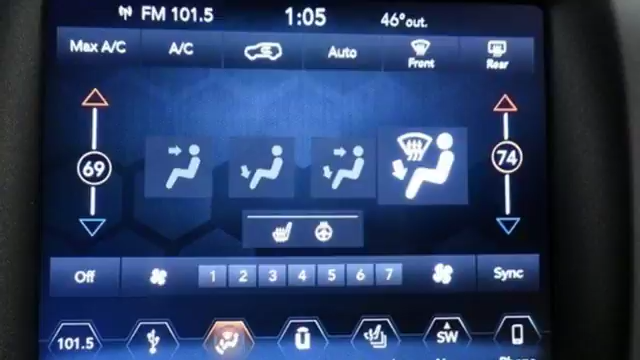 FM 101.5 1:05 46° out.
Max A/C A/C Auto Front Rear
69 74
Off 1 2 3 4 5 6 7 Sync
101.5 SW